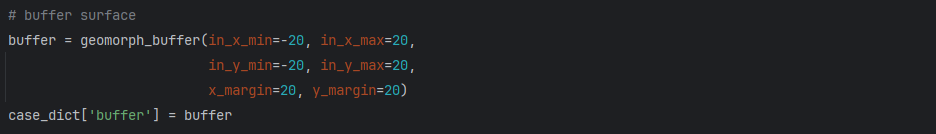 # buffer surface
buffer = geomorph_buffer(in_x_min=-20, in_x_max=20,
                         in_y_min=-20, in_y_max=20,
                         x_margin=20, y_margin=20)
case_dict['buffer'] = buffer